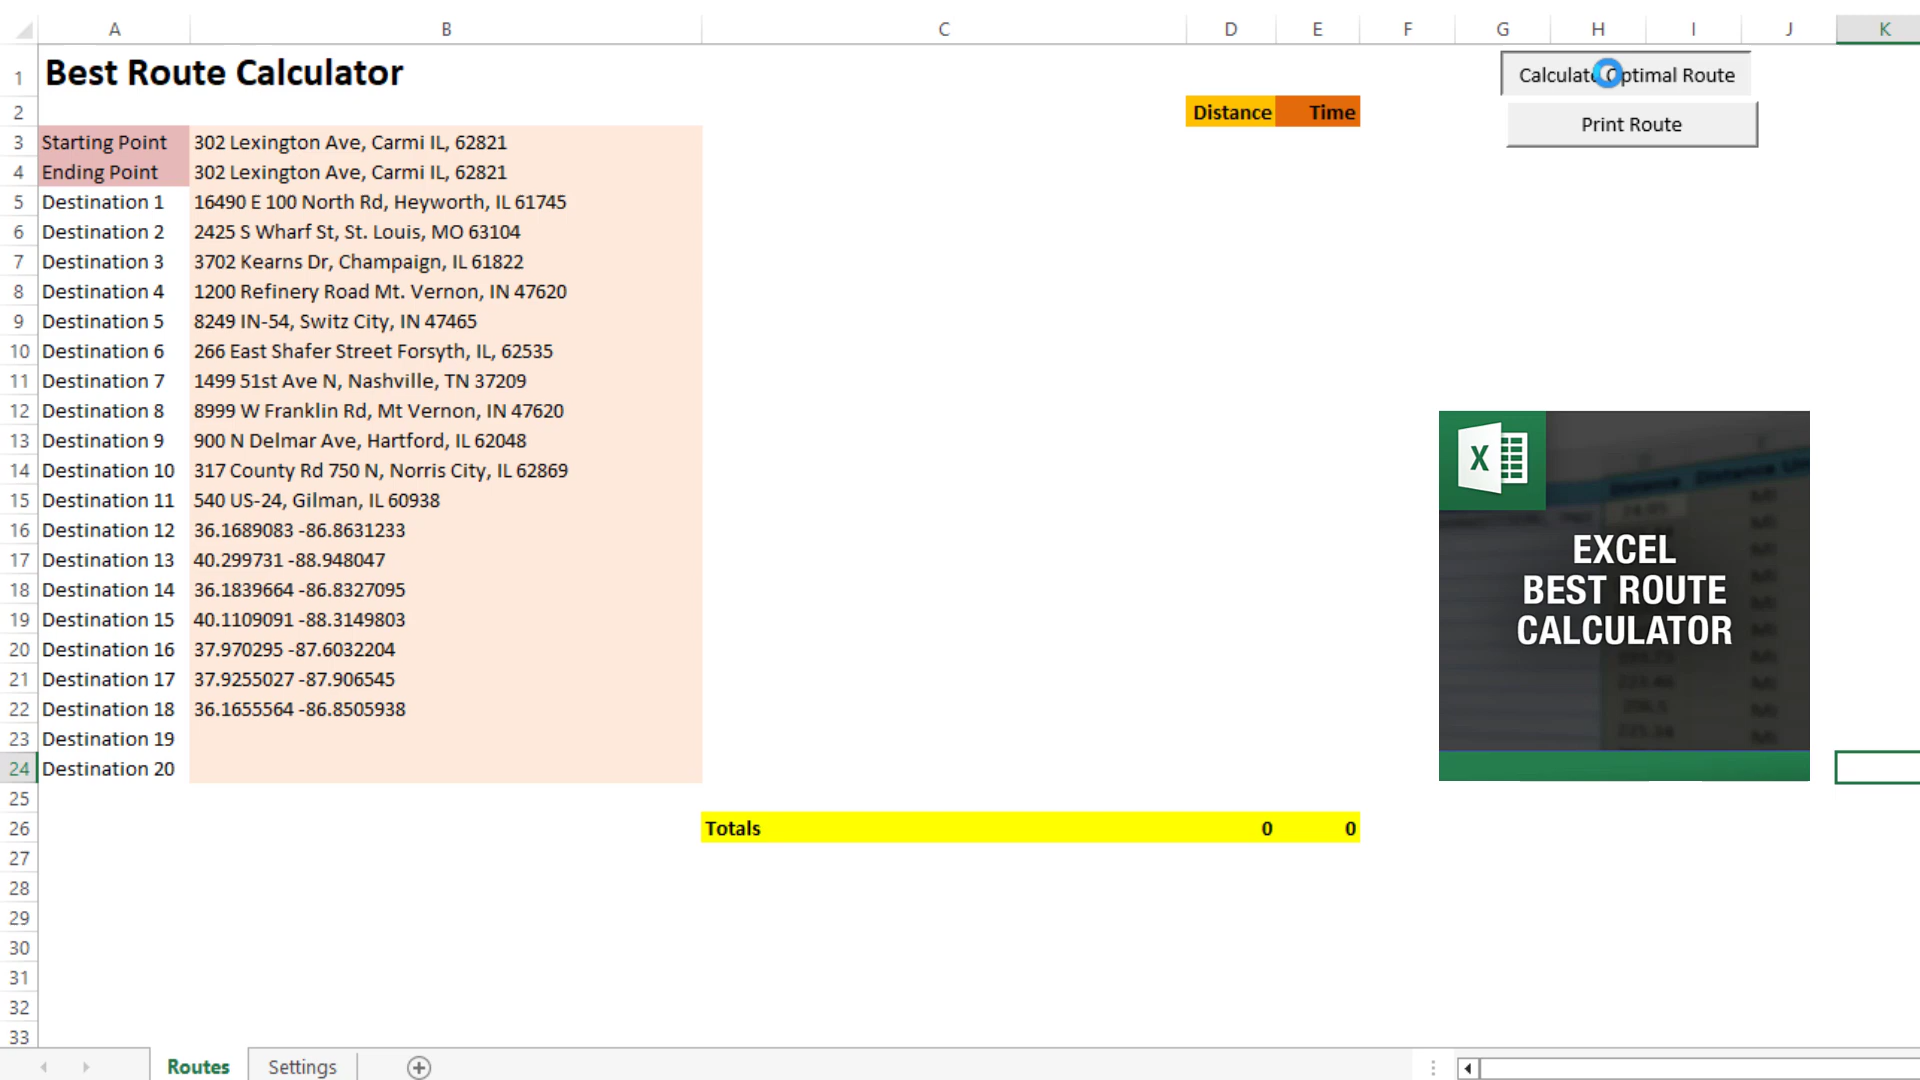 A B C D E F G H I J K
1 Best Route Calculator Calculate Optimal Route
2 Distance Time Print Route
3 Starting Point 302 Lexington Ave, Carmi IL, 62821
4 Ending Point 302 Lexington Ave, Carmi IL, 62821
5 Destination 1 16490 E 100 North Rd, Heyworth, IL 61745
6 Destination 2 2425 S Wharf St, St. Louis, MO 63104
7 Destination 3 3702 Kearns Dr, Champaign, IL 61822
8 Destination 4 1200 Refinery Road Mt. Vernon, IN 47620
9 Destination 5 8249 IN-54, Switz City, IN 47465
10 Destination 6 266 East Shafer Street Forsyth, IL, 62535
11 Destination 7 1499 51st Ave N, Nashville, TN 37209
12 Destination 8 8999 W Franklin Rd, Mt Vernon, IN 47620
13 Destination 9 900 N Delmar Ave, Hartford, IL 62048
14 Destination 10 317 County Rd 750 N, Norris City, IL 62869
15 Destination 11 540 US-24, Gilman, IL 60938
16 Destination 12 36.1689083 -86.8631233
17 Destination 13 40.299731 -88.948047
18 Destination 14 36.1839664 -86.8327095
19 Destination 15 40.1109091 -88.3149803
20 Destination 16 37.970295 -87.6032204
21 Destination 17 37.9255027 -87.906545
22 Destination 18 36.1655564 -86.8505938
23 Destination 19
24 Destination 20
X
EXCEL
BEST ROUTE
CALCULATOR
25
26 Totals 0 0
27
28
29
30
31
32
33
Routes Settings